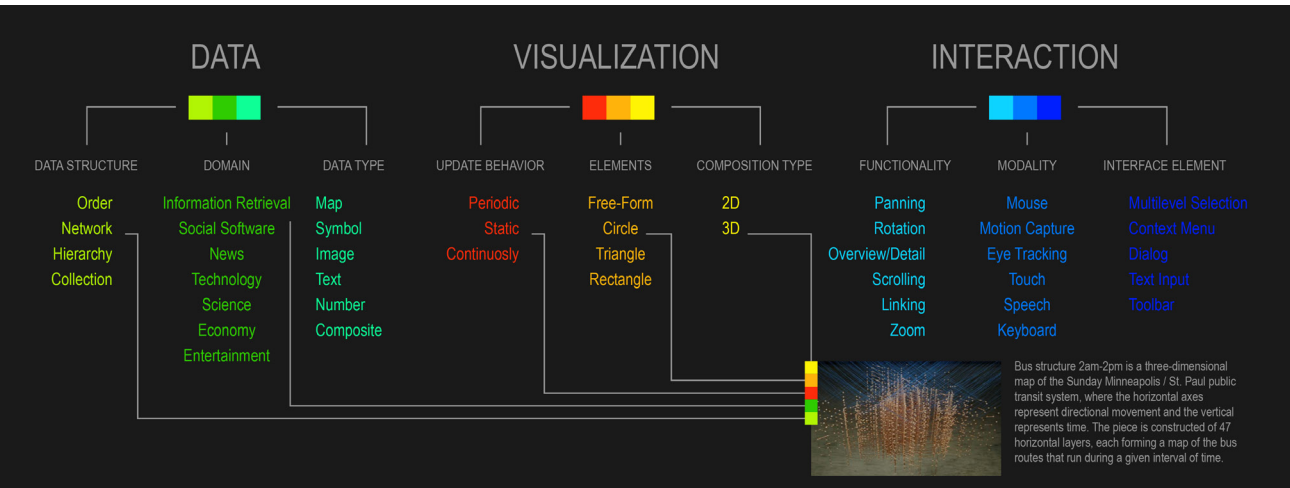 DATA
VISUALIZATION
INTERACTION
DATA STRUCTURE
DOMAIN
DATA TYPE
UPDATE BEHAVIOR
ELEMENTS
COMPOSITION TYPE
FUNCTIONALITY
MODALITY
INTERFACE ELEMENT
Order
Network
Hierarchy
Collection
Information Retrieval
Social Software
News
Technology
Science
Economy
Entertainment
Map
Symbol
Image
Text
Number
Composite
Periodic
Static
Continuosly
Free-Form
Circle
Triangle
Rectangle
2D
3D
Panning
Rotation
Overview/Detail
Scrolling
Linking
Zoom
Mouse
Motion Capture
Eye Tracking
Touch
Speech
Keyboard
Multilevel Selection
Context Menu
Dialog
Text Input
Toolbar
Bus structure 2am-2pm is a three-dimensional
map of the Sunday Minneapolis / St. Paul public
transit system, where the horizontal axes
represent directional movement and the vertical
represents time. The piece is constructed of 47
horizontal layers, each forming a map of the bus
routes that run during a given interval of time.